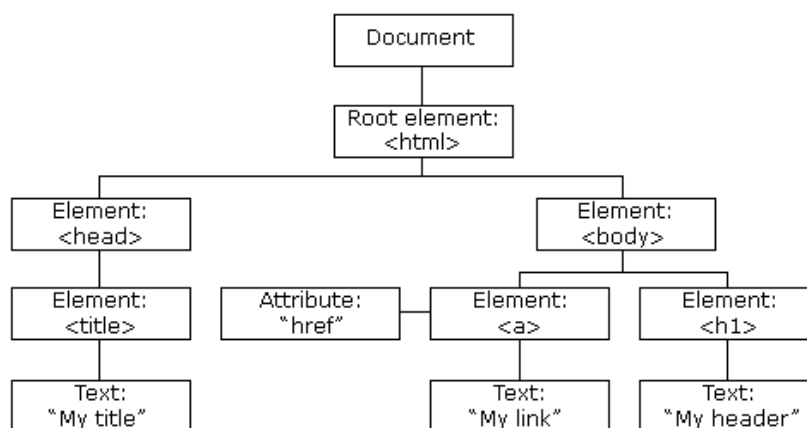 Document
Root element:
<html>
Element:
<head>
Element:
<body>
Element:
<title>
Attribute:
“href”
Element:
<a>
Element:
<h1>
Text:
“My title”
Text:
“My link”
Text:
“My header”